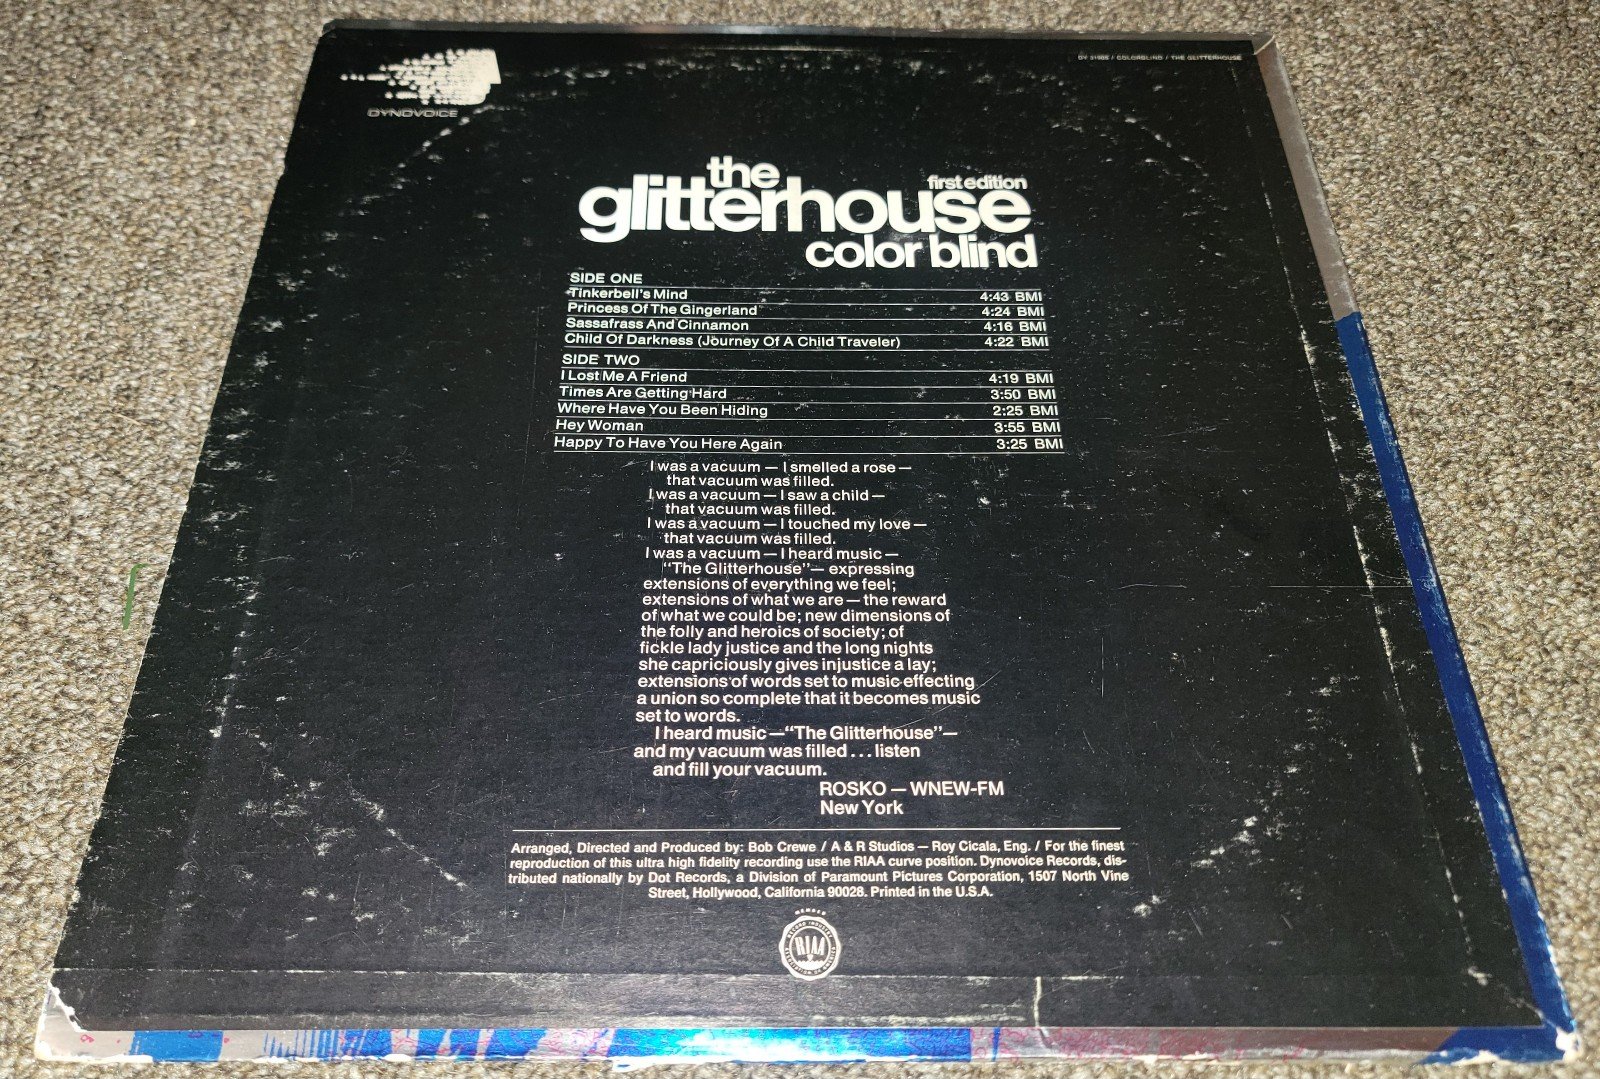 DYNOVOICE
DY 31905 / COLORBLIND / THE GLITTERHOUSE
the
first edition
glitterhouse
color blind
SIDE ONE
Tinkerbell's Mind 4:43 BMI
Princess Of The Gingerland 4:24 BMI
Sassafrass And Cinnamon 4:16 BMI
Child Of Darkness (Journey Of A Child Traveler) 4:22 BMI
SIDE TWO
I Lost Me A Friend 4:19 BMI
Times Are Getting Hard 3:50 BMI
Where Have You Been Hiding 2:25 BMI
Hey Woman 3:55 BMI
Happy To Have You Here Again 3:25 BMI
I was a vacuum — I smelled a rose —
that vacuum was filled.
I was a vacuum — I saw a child —
that vacuum was filled.
I was a vacuum — I touched my love —
that vacuum was filled.
I was a vacuum — I heard music —
"The Glitterhouse" — expressing
extensions of everything we feel;
extensions of what we are — the reward
of what we could be; new dimensions of
the folly and heroics of society; of
fickle lady justice and the long nights
she capriciously gives injustice a lay;
extensions of words set to music effecting
a union so complete that it becomes music
set to words.
I heard music — "The Glitterhouse" —
and my vacuum was filled . . . listen
and fill your vacuum.
ROSKO — WNEW-FM
New York
Arranged, Directed and Produced by: Bob Crewe / A & R Studios — Roy Cicala, Eng. / For the finest
reproduction of this ultra high fidelity recording use the RIAA curve position. Dynovoice Records, dis-
tributed nationally by Dot Records, a Division of Paramount Pictures Corporation, 1507 North Vine
Street, Hollywood, California 90028. Printed in the U.S.A.
MEMBER
RIAA